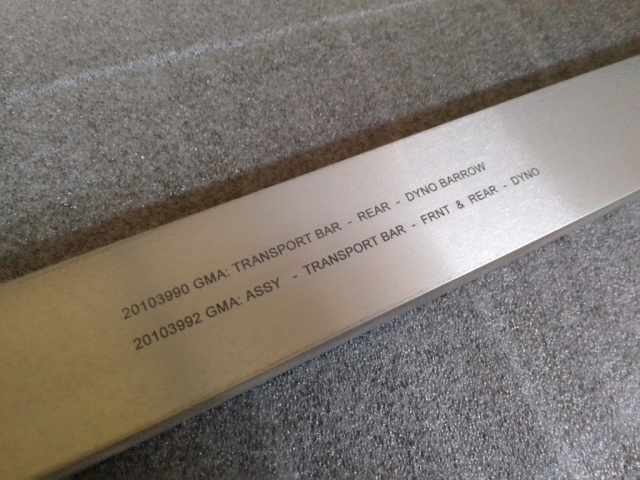 20103990 GMA: TRANSPORT BAR - REAR - DYNO BARROW
20103992 GMA: ASSY - TRANSPORT BAR - FRNT & REAR - DYNO